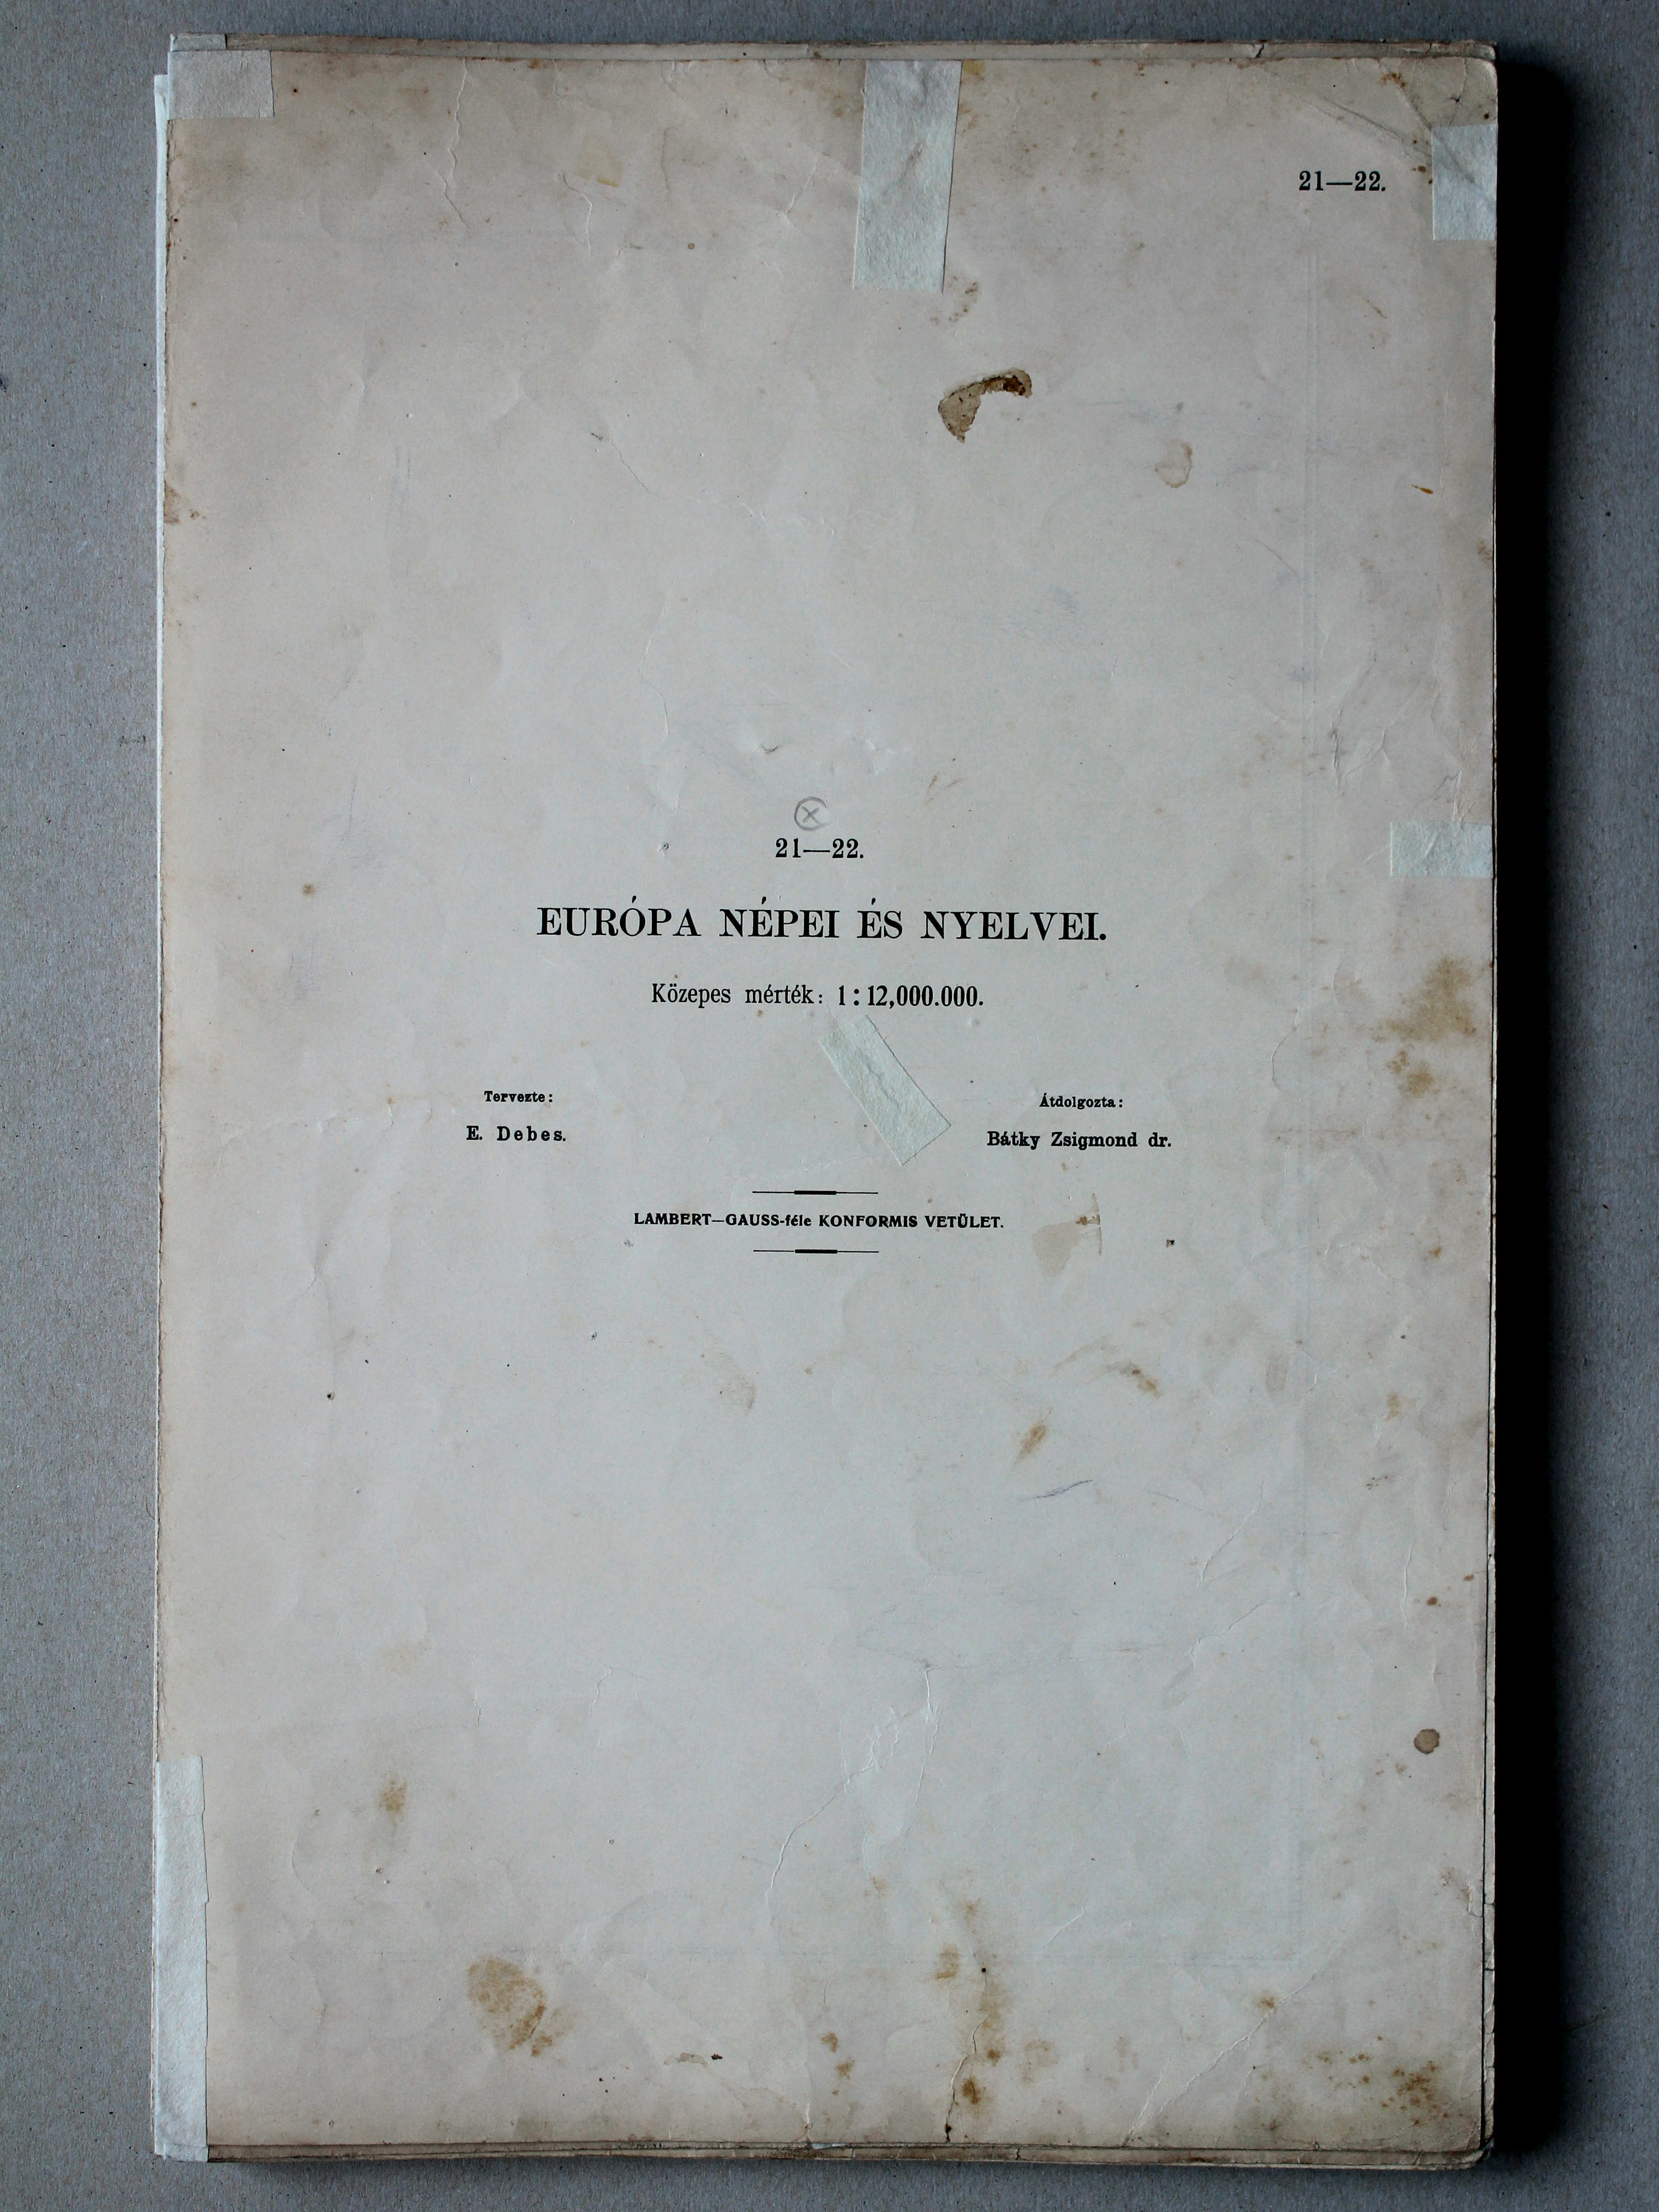 21—22.
21—22.
EURÓPA NÉPEI ÉS NYELVEI.
Közepes mérték: 1 : 12,000.000.
Tervezte:
E. Debes.
Átdolgozta:
Bátky Zsigmond dr.
LAMBERT—GAUSS-féle KONFORMIS VETÜLET.